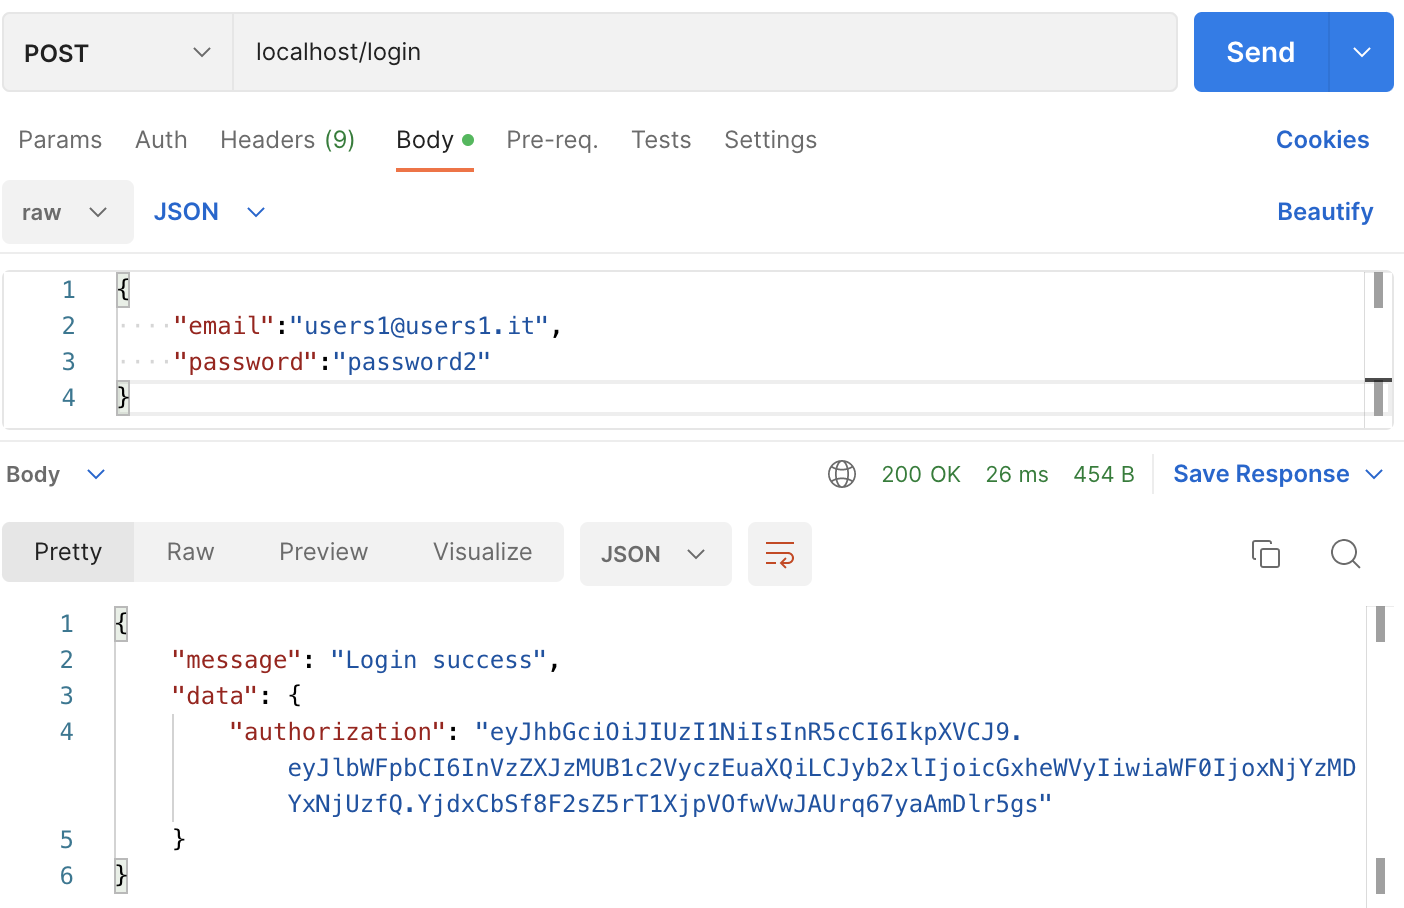 POST localhost/login Send
Params Auth Headers (9) Body Pre-req. Tests Settings Cookies
raw JSON Beautify
1 {
2 "email":"users1@users1.it",
3 "password":"password2"
4 }
Body 200 OK 26 ms 454 B Save Response
Pretty Raw Preview Visualize JSON
1 {
2 "message": "Login success",
3 "data": {
4 "authorization": "eyJhbGciOiJIUzI1NiIsInR5cCI6IkpXVCJ9.
eyJlbWFpbCI6InVzZXJzMUB1c2VyczEuaXQiLCJyb2xlIjoicGxheWVyIiwiaWF0IjoxNjYzMD
YxNjUzfQ.YjdxCbSf8F2sZ5rT1XjpVOfwVwJAUrq67yaAmDlr5gs"
5 }
6 }